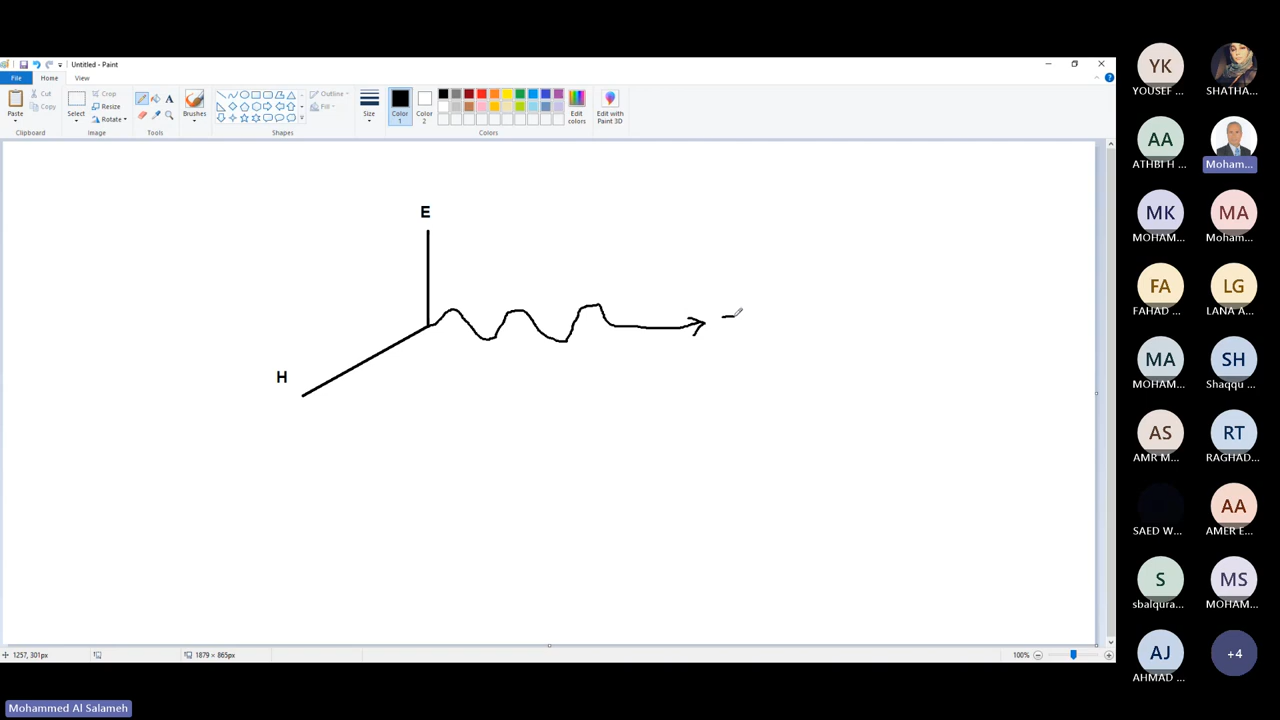 Untitled - Paint
File
Home
View
Paste
Cut
Copy
Clipboard
Select
Crop
Resize
Rotate
Image
A
Tools
Brushes
Outline
Fill
Shapes
Size
Color 1
Color 2
Edit colors
Colors
Edit with Paint 3D
E
H
1257, 301px
1879 × 865px
100%
Mohammed Al Salameh
YK
YOUSEF ...
SHATHA...
AA
ATHBI H ...
Moham...
MK
MOHAM...
MA
Moham...
FA
FAHAD ...
LG
LANA A...
MA
MOHAM...
SH
Shaqqu ...
AS
AMR M...
RT
RAGHAD...
SAED W...
AA
AMER E...
S
sbalqura...
MS
MOHAM...
AJ
AHMAD ...
+4